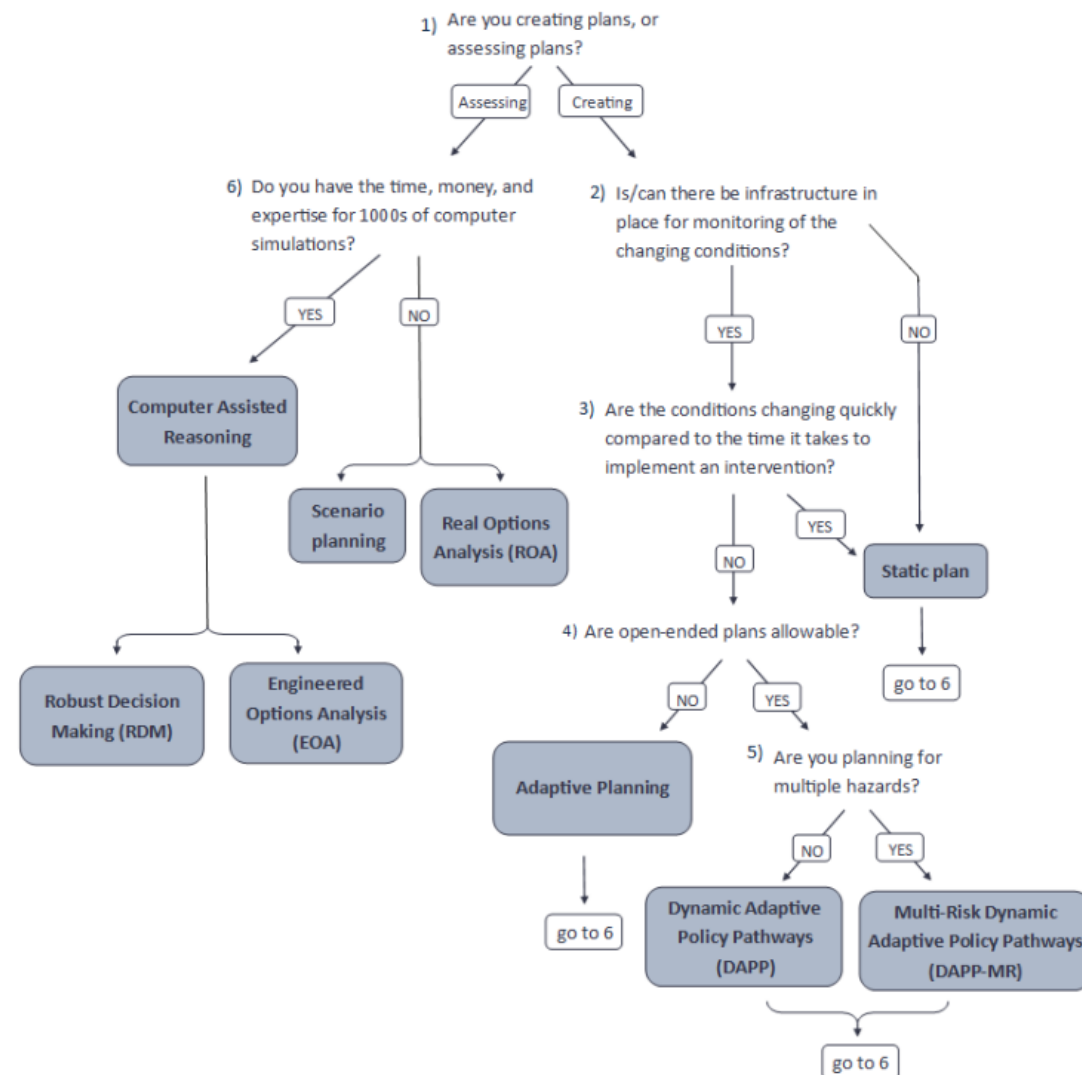 1) Are you creating plans, or
assessing plans?
Assessing
Creating
6) Do you have the time, money, and
expertise for 1000s of computer
simulations?
2) Is/can there be infrastructure in
place for monitoring of the
changing conditions?
YES
NO
YES
NO
Computer Assisted
Reasoning
3) Are the conditions changing quickly
compared to the time it takes to
implement an intervention?
Scenario
planning
Real Options
Analysis (ROA)
YES
NO
Static plan
4) Are open-ended plans allowable?
go to 6
Robust Decision
Making (RDM)
Engineered
Options Analysis
(EOA)
NO
YES
Adaptive Planning
5) Are you planning for
multiple hazards?
NO
YES
go to 6
Dynamic Adaptive
Policy Pathways
(DAPP)
Multi-Risk Dynamic
Adaptive Policy Pathways
(DAPP-MR)
go to 6